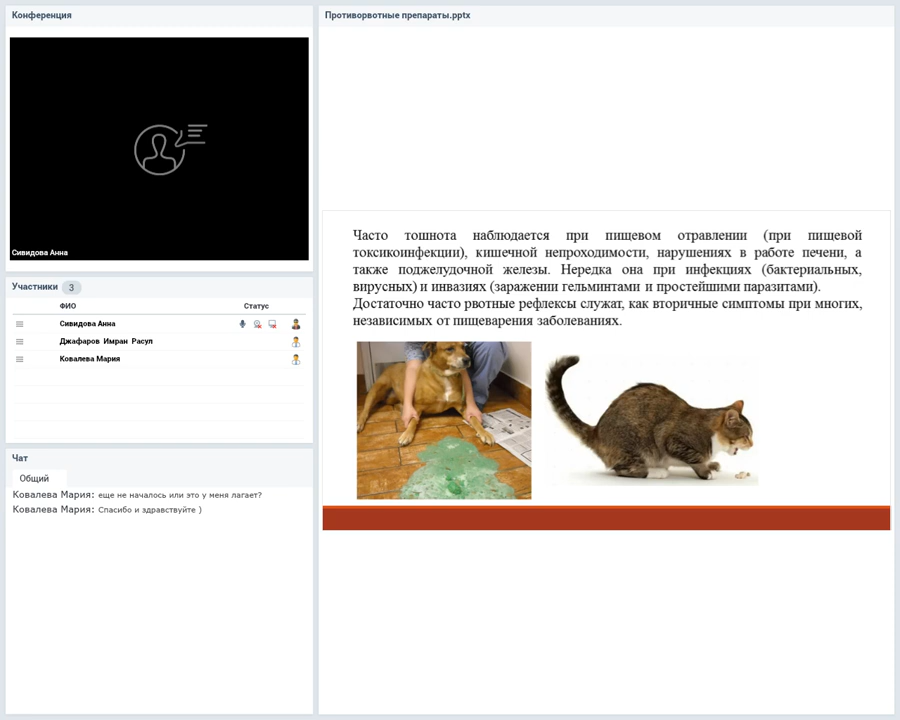 Конференция
Сивидова Анна
Участники 3
ФИО Статус
Сивидова Анна
Джафаров Имран Расул
Ковалева Мария
Чат
Общий
Ковалева Мария: еще не началось или это у меня лагает?
Ковалева Мария: Спасибо и здравствуйте )
Противорвотные препараты.pptx
Часто тошнота наблюдается при пищевом отравлении (при пищевой
токсикоинфекции), кишечной непроходимости, нарушениях в работе печени, а
также поджелудочной железы. Нередка она при инфекциях (бактериальных,
вирусных) и инвазиях (заражении гельминтами и простейшими паразитами).
Достаточно часто рвотные рефлексы служат, как вторичные симптомы при многих,
независимых от пищеварения заболеваниях.